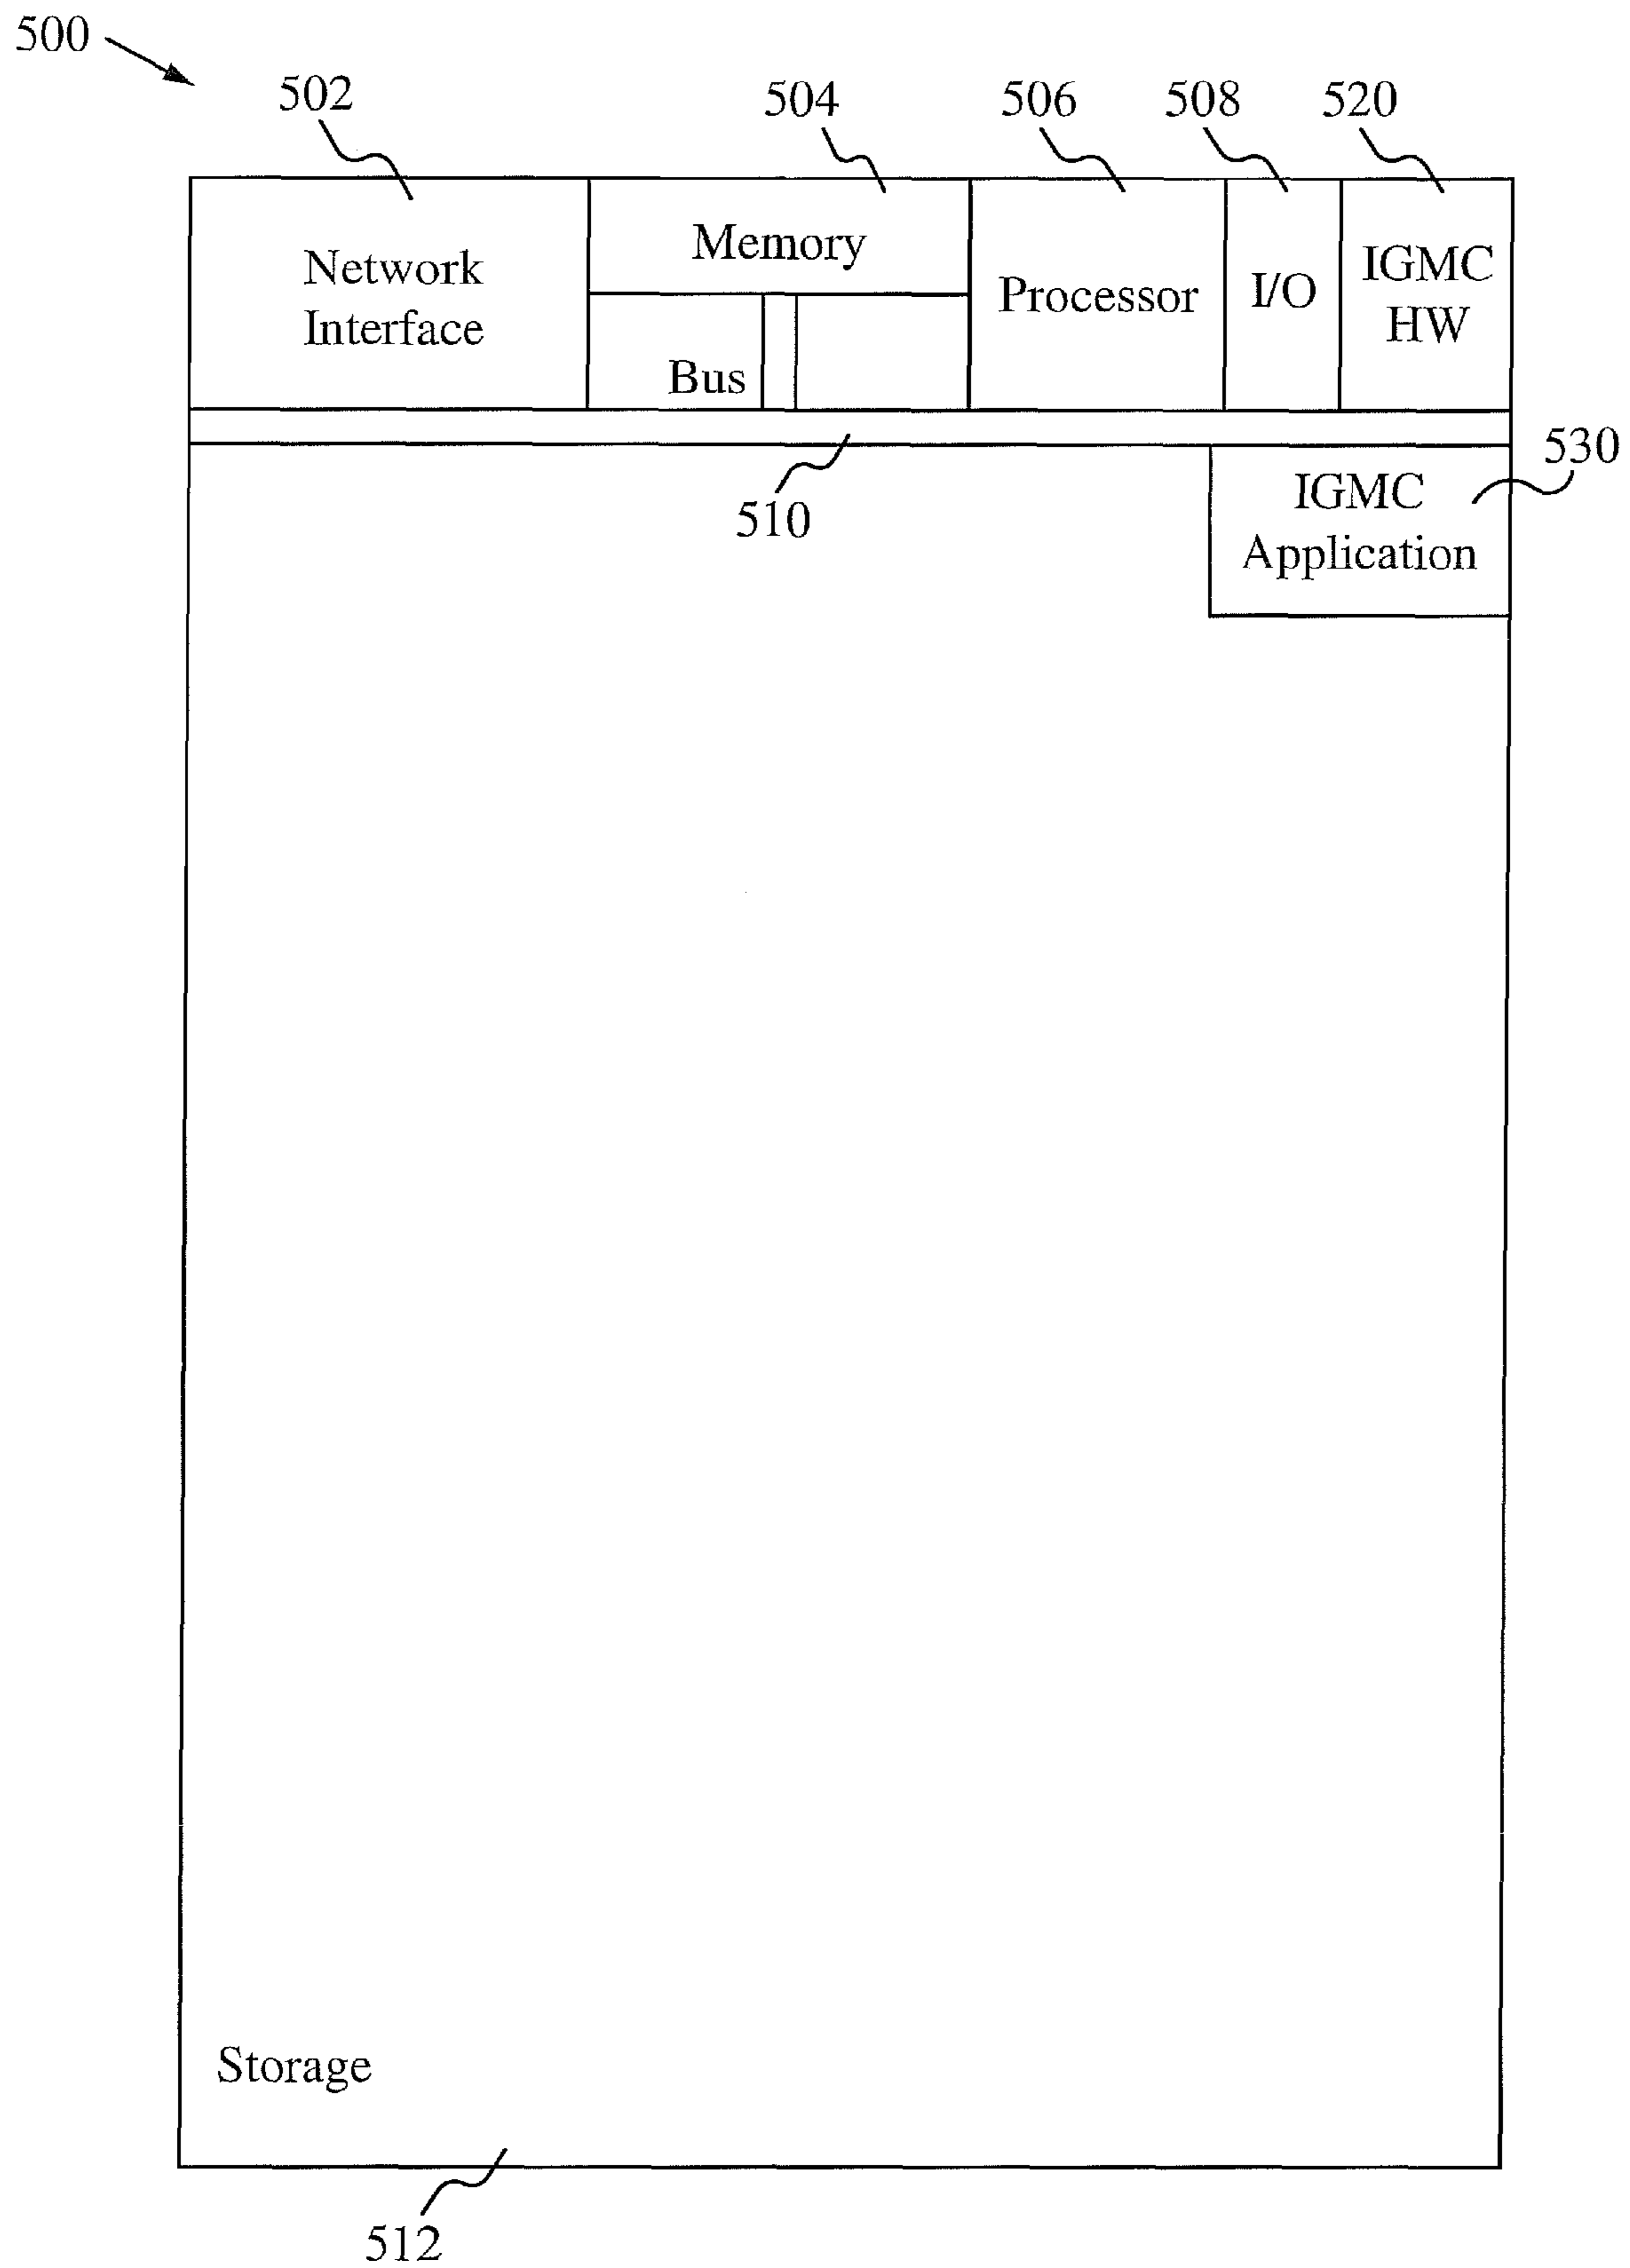 500
502
504
506
508
520
Network
Interface
Memory
Bus
Processor
I/O
IGMC
HW
510
530
IGMC
Application
Storage
512